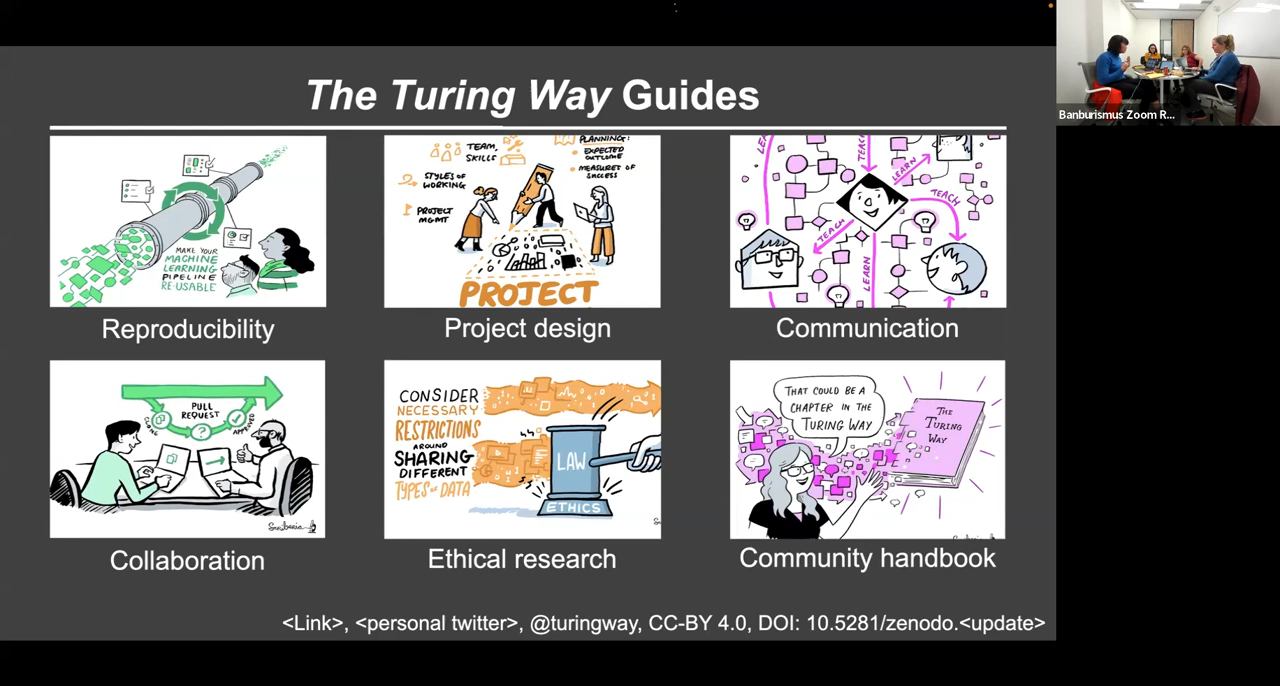 The Turing Way Guides
Banburismus Zoom R...
MAKE YOUR
MACHINE
LEARNING
PIPELINE
RE-USABLE
Reproducibility
TEAM
SKILLS
STYLES OF
WORKING
PROJECT
MGMT
PLANNING:
EXPECTED
OUTCOME
MEASURES OF
SUCCESS
PROJECT
Project design
TEACH
LEARN
TEACH
TEACH
LEARN
Communication
PULL
REQUEST
APPROVED
Scriberia
Collaboration
CONSIDER
NECESSARY
RESTRICTIONS
AROUND
SHARING
DIFFERENT
TYPES OF DATA
LAW
ETHICS
Ethical research
THAT COULD BE A
CHAPTER IN THE
TURING WAY
THE
TURING
WAY
Community handbook
<Link>, <personal twitter>, @turingway, CC-BY 4.0, DOI: 10.5281/zenodo.<update>